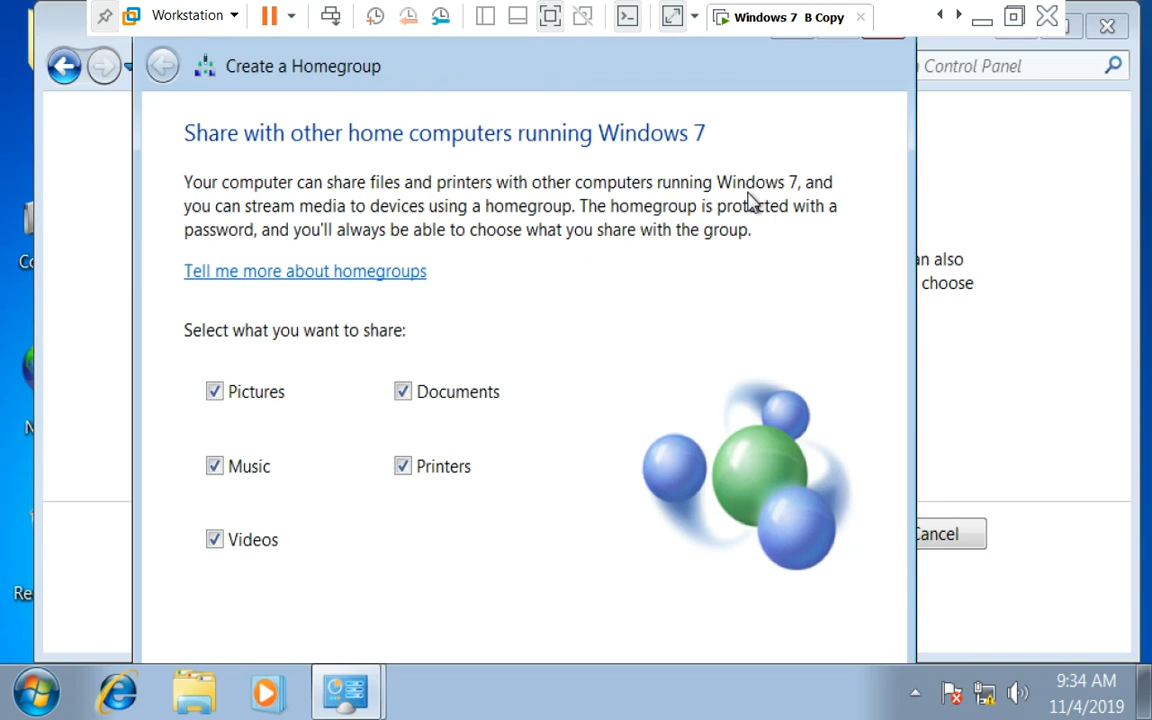 Workstation
Windows 7 B Copy
Create a Homegroup
Control Panel
Share with other home computers running Windows 7
Your computer can share files and printers with other computers running Windows 7, and
you can stream media to devices using a homegroup. The homegroup is protected with a
password, and you'll always be able to choose what you share with the group.
an also
choose
Tell me more about homegroups
Select what you want to share:
Pictures
Documents
Music
Printers
Videos
Cancel
Co
N
Re
9:34 AM
11/4/2019